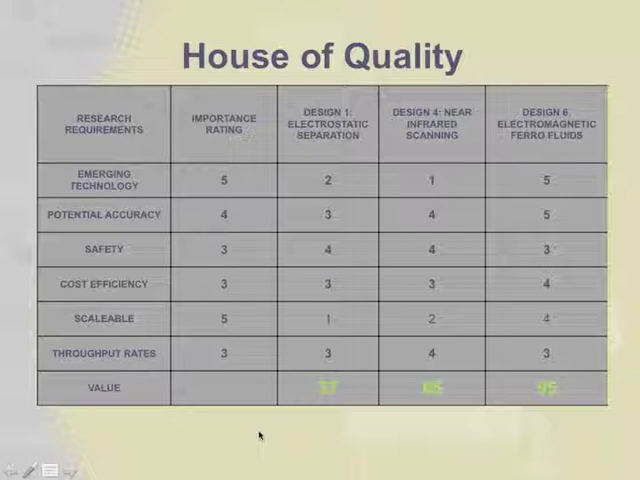 House of Quality
RESEARCH REQUIREMENTS
IMPORTANCE RATING
DESIGN 1: ELECTROSTATIC SEPARATION
DESIGN 4: NEAR INFRARED SCANNING
DESIGN 6 ELECTROMAGNETIC FERRO FLUIDS
EMERGING TECHNOLOGY 5 2 1 5
POTENTIAL ACCURACY 4 3 4 5
SAFETY 3 4 4 3
COST EFFICIENCY 3 3 3 4
SCALEABLE 5 1 2 4
THROUGHPUT RATES 3 3 4 3
VALUE 95